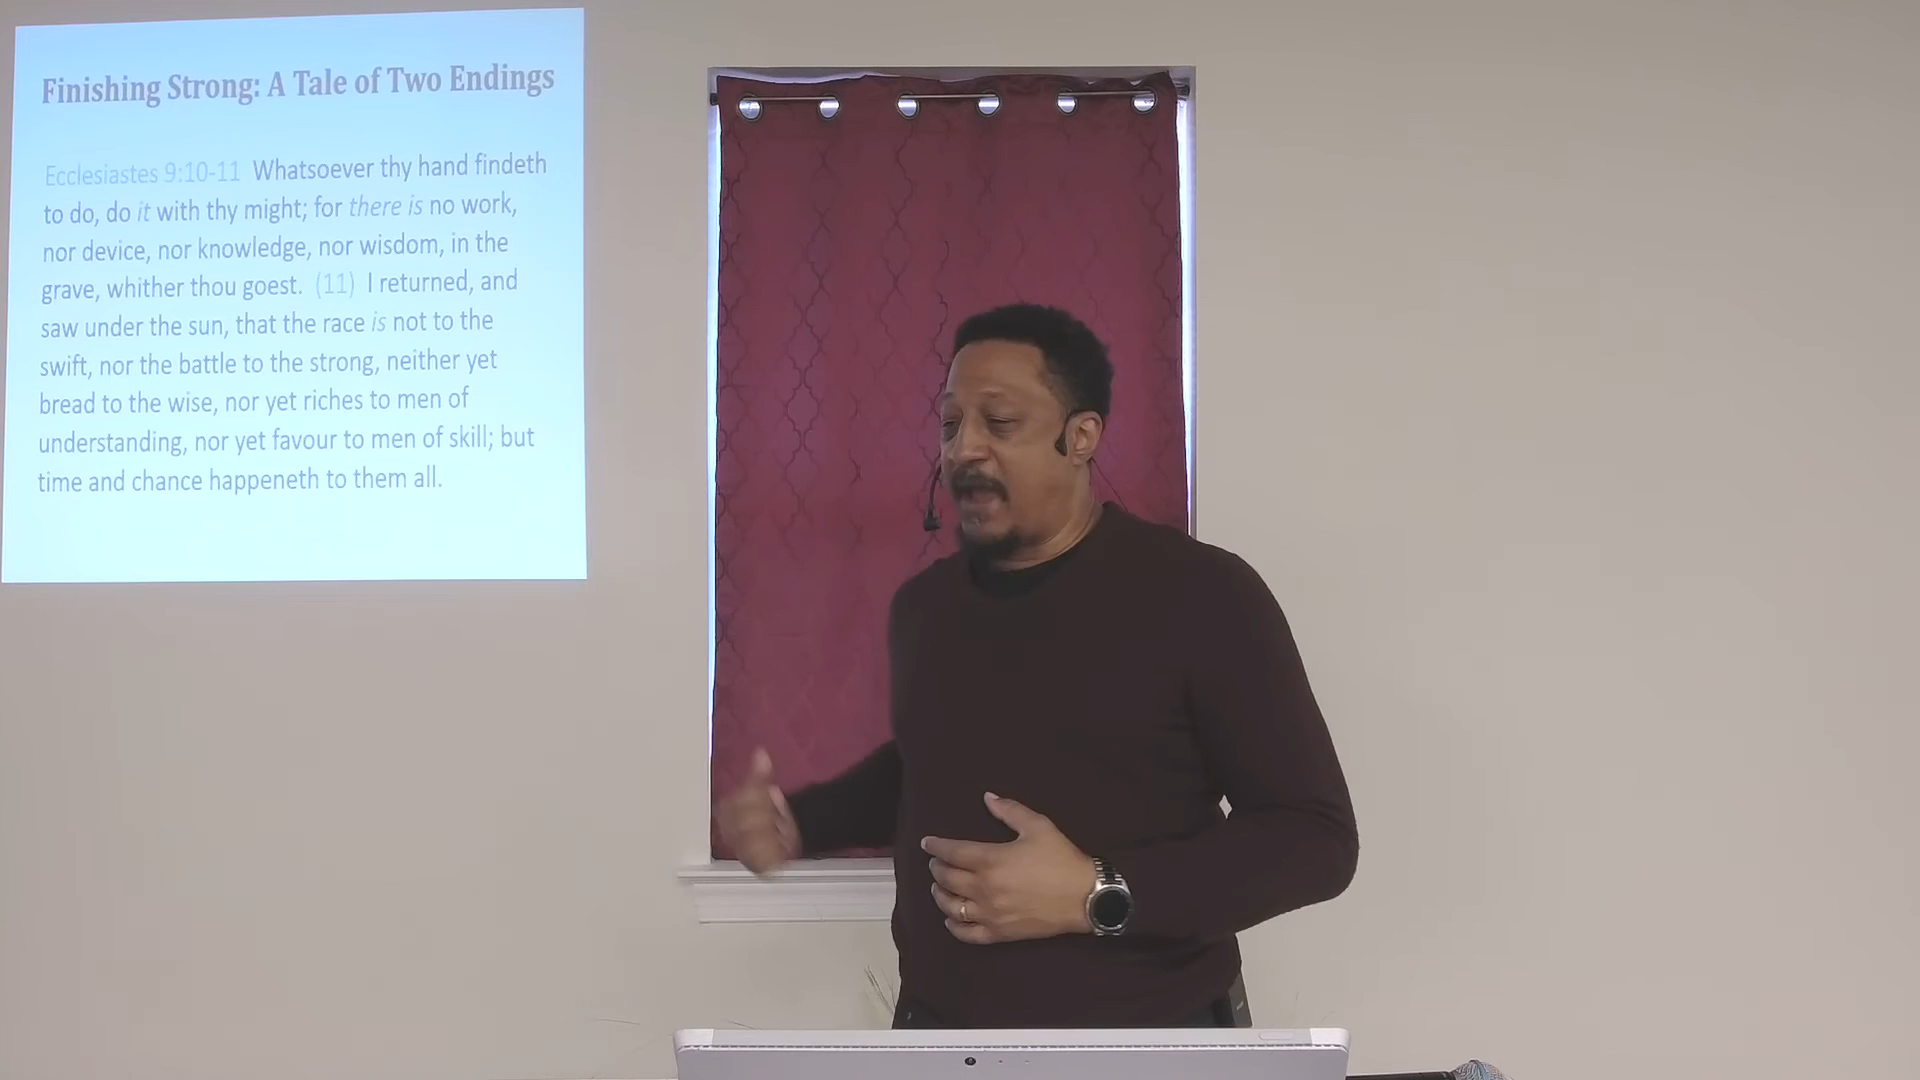 Finishing Strong: A Tale of Two Endings
Ecclesiastes 9:10-11 Whatsoever thy hand findeth
to do, do it with thy might; for there is no work,
nor device, nor knowledge, nor wisdom, in the
grave, whither thou goest. (11) I returned, and
saw under the sun, that the race is not to the
swift, nor the battle to the strong, neither yet
bread to the wise, nor yet riches to men of
understanding, nor yet favour to men of skill; but
time and chance happeneth to them all.